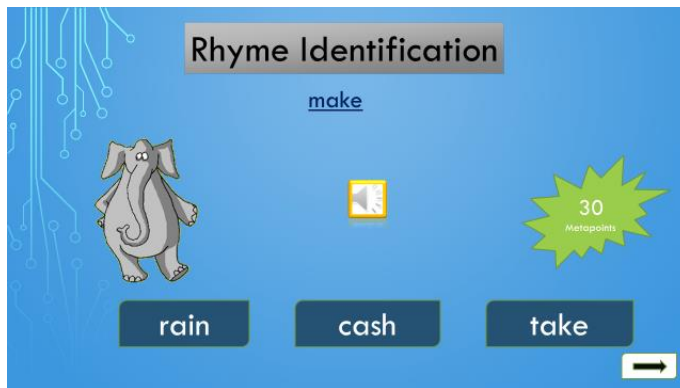 Rhyme Identification
make
30
Metapoints
rain
cash
take